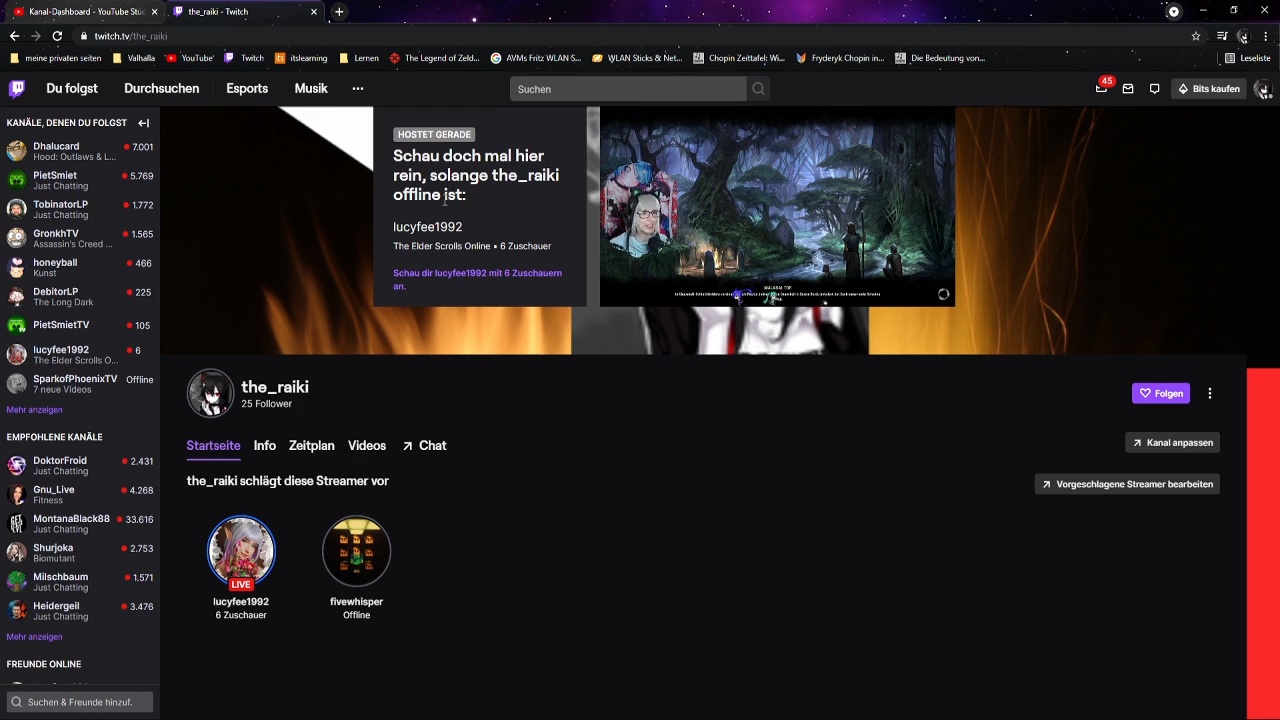 Kanal-Dashboard - YouTube Stud
the_raiki - Twitch
twitch.tv/the_raiki
meine privaten seiten
Valhalla
YouTube
Twitch
itslearning
Lernen
The Legend of Zeld...
AVMs Fritz WLAN S...
WLAN Sticks & Net...
Chopin Zeittafel: Wi...
Fryderyk Chopin in...
Die Bedeutung von...
Leseliste
Du folgst
Durchsuchen
Esports
Musik
Suchen
45
Bits kaufen
KANÄLE, DENEN DU FOLGST
Dhalucard 7.001
Hood: Outlaws & L...
PietSmiet 5.769
Just Chatting
TobinatorLP 1.772
Just Chatting
GronkhTV 1.565
Assassin's Creed ...
honeyball 466
Kunst
DebitorLP 225
The Long Dark
PietSmietTV 105
lucyfee1992 6
The Elder Scrolls O...
SparkofPhoenixTV Offline
7 neue Videos
Mehr anzeigen
EMPFOHLENE KANÄLE
DoktorFroid 2.431
Just Chatting
Gnu_Live 4.268
Fitness
MontanaBlack88 33.616
Just Chatting
Shurjoka 2.753
Biomutant
Milschbaum 1.571
Just Chatting
Heidergeil 3.476
Just Chatting
Mehr anzeigen
FREUNDE ONLINE
Suchen & Freunde hinzuf.
HOSTET GERADE
Schau doch mal hier
rein, solange the_raiki
offline ist:
lucyfee1992
The Elder Scrolls Online • 6 Zuschauer
Schau dir lucyfee1992 mit 6 Zuschauern
an.
the_raiki
25 Follower
Folgen
Startseite
Info
Zeitplan
Videos
Chat
Kanal anpassen
the_raiki schlägt diese Streamer vor
Vorgeschlagene Streamer bearbeiten
LIVE
lucyfee1992
6 Zuschauer
fivewhisper
Offline